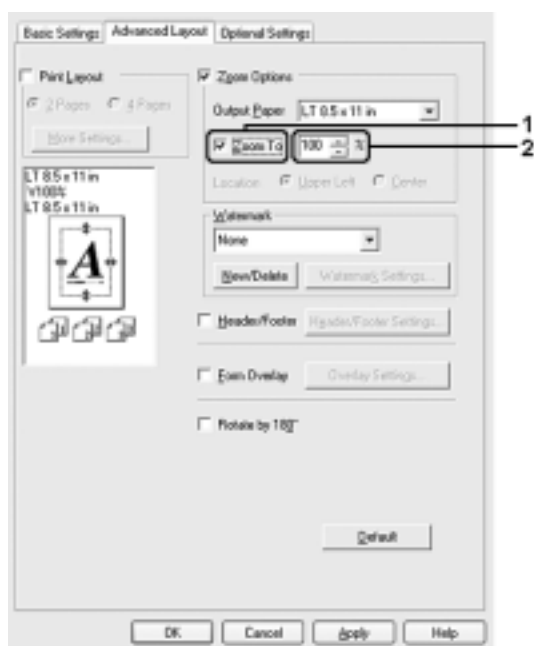 Basic Settings Advanced Layout Optional Settings
Print Layout
2 Pages 4 Pages
More Settings...
LT 8.5 x 11 in
100%
LT 8.5 x 11 in
A
Zoom Options
Output Paper LT 8.5 x 11 in
Zoom To 100 %
1
2
Location Upper Left Center
Watermark
None
New/Delete Watermark Settings...
Header/Footer Header/Footer Settings...
Form Overlay Overlay Settings...
Rotate by 180°
Default
OK Cancel Apply Help